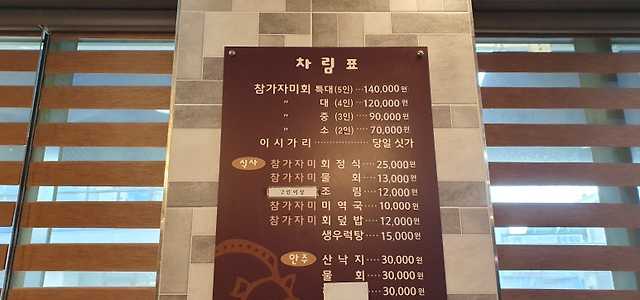 차림표
참가자미회 특대 (5인) ··· 140,000원
〃 대 (4인) ··· 120,000원
〃 중 (3인) ···· 90,000원
〃 소 (2인) ···· 70,000원
이시가리 ·················· 당일 싯가
식사 참가자미 회 정 식 ···· 25,000원
참가자미 물 회 ···· 13,000원
2인 이상 조 림 ···· 12,000원
참가자미 미 역 국 ···· 10,000원
참가자미 회 덮 밥 ···· 12,000원
생우럭탕 ···· 15,000원
안주 산 낙 지 ···· 30,000원
물 회 ···· 30,000원
···· 30,000원